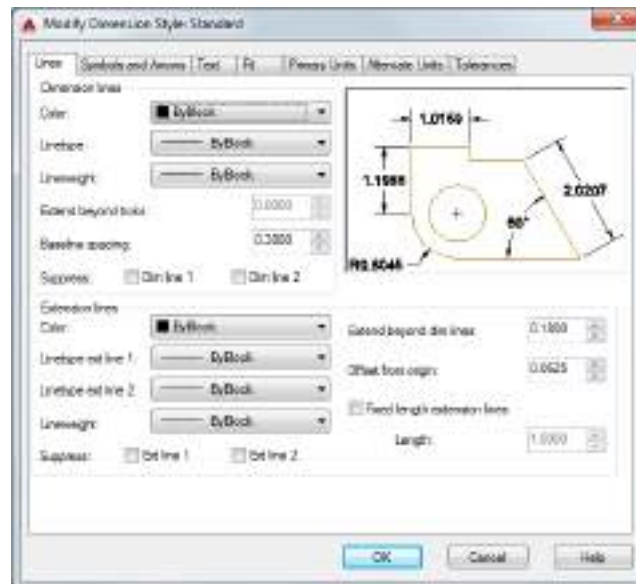 Modify Dimension Style: Standard
Lines Symbols and Arrows Text Fit Primary Units Alternate Units Tolerances
Dimension lines
Color: ByBlock
Linetype: ByBlock
Lineweight: ByBlock
Extend beyond ticks: 0.0000
Baseline spacing: 0.3800
Suppress: Dim line 1 Dim line 2
1.0159
1.1955
2.0207
60°
R0.8045
Extension lines
Color: ByBlock
Linetype ext line 1: ByBlock
Linetype ext line 2: ByBlock
Lineweight: ByBlock
Suppress: Ext line 1 Ext line 2
Extend beyond dim lines: 0.1800
Offset from origin: 0.0625
Fixed length extension lines
Length: 1.0000
OK Cancel Help